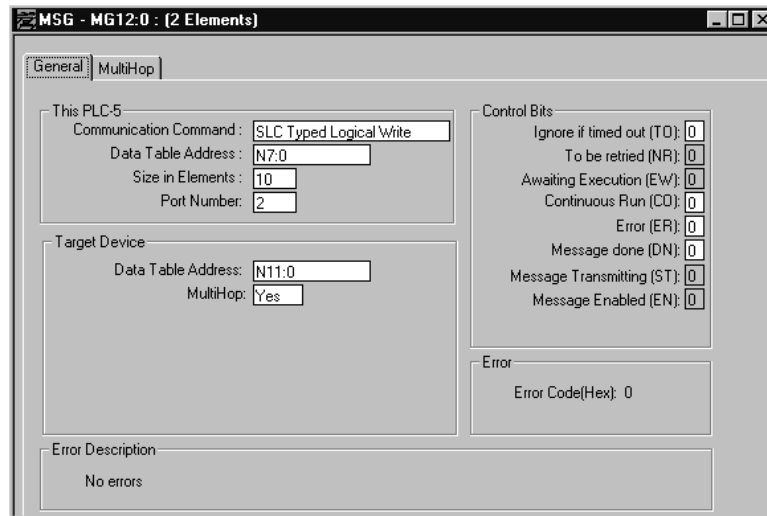 MSG - MG12:0 : (2 Elements)
General
MultiHop
This PLC-5
Communication Command : SLC Typed Logical Write
Data Table Address : N7:0
Size in Elements : 10
Port Number: 2
Target Device
Data Table Address: N11:0
MultiHop: Yes
Control Bits
Ignore if timed out (TO): 0
To be retried (NR): 0
Awaiting Execution (EW): 0
Continuous Run (CO): 0
Error (ER): 0
Message done (DN): 0
Message Transmitting (ST): 0
Message Enabled (EN): 0
Error
Error Code(Hex): 0
Error Description
No errors